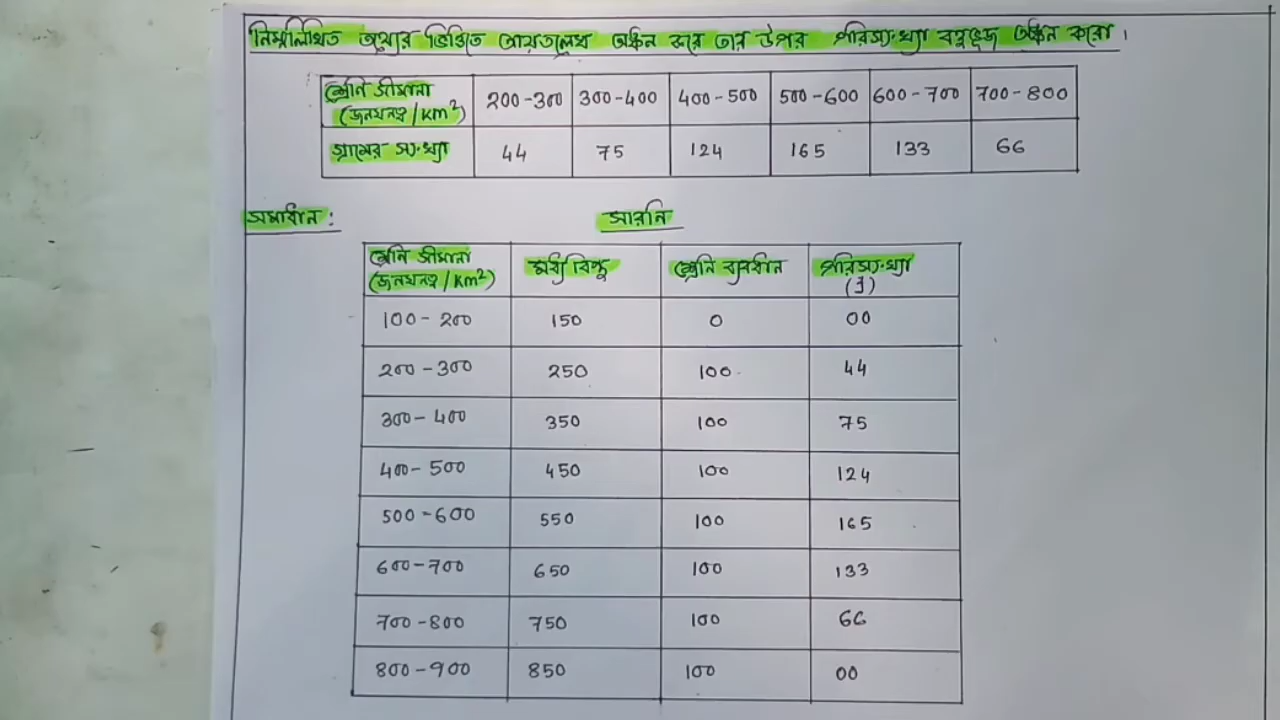 নিম্নলিখিত তথ্যের ভিত্তিতে আয়তলেখ অঙ্কন করে তার উপর পরিসংখ্যা বহুভূজ অঙ্কন করো।
শ্রেনি সীমানা (জনঘনত্ব/KM²) 200-300 300-400 400-500 500-600 600-700 700-800
গ্রামের সংখ্যা 44 75 124 165 133 66
সমাধান:
সারনি
শ্রেনি সীমানা (জনঘনত্ব/KM²) মধ্যবিন্দু শ্রেনি ব্যবধান পরিসংখ্যা (f)
100-200 150 0 00
200-300 250 100 44
300-400 350 100 75
400-500 450 100 124
500-600 550 100 165
600-700 650 100 133
700-800 750 100 66
800-900 850 100 00